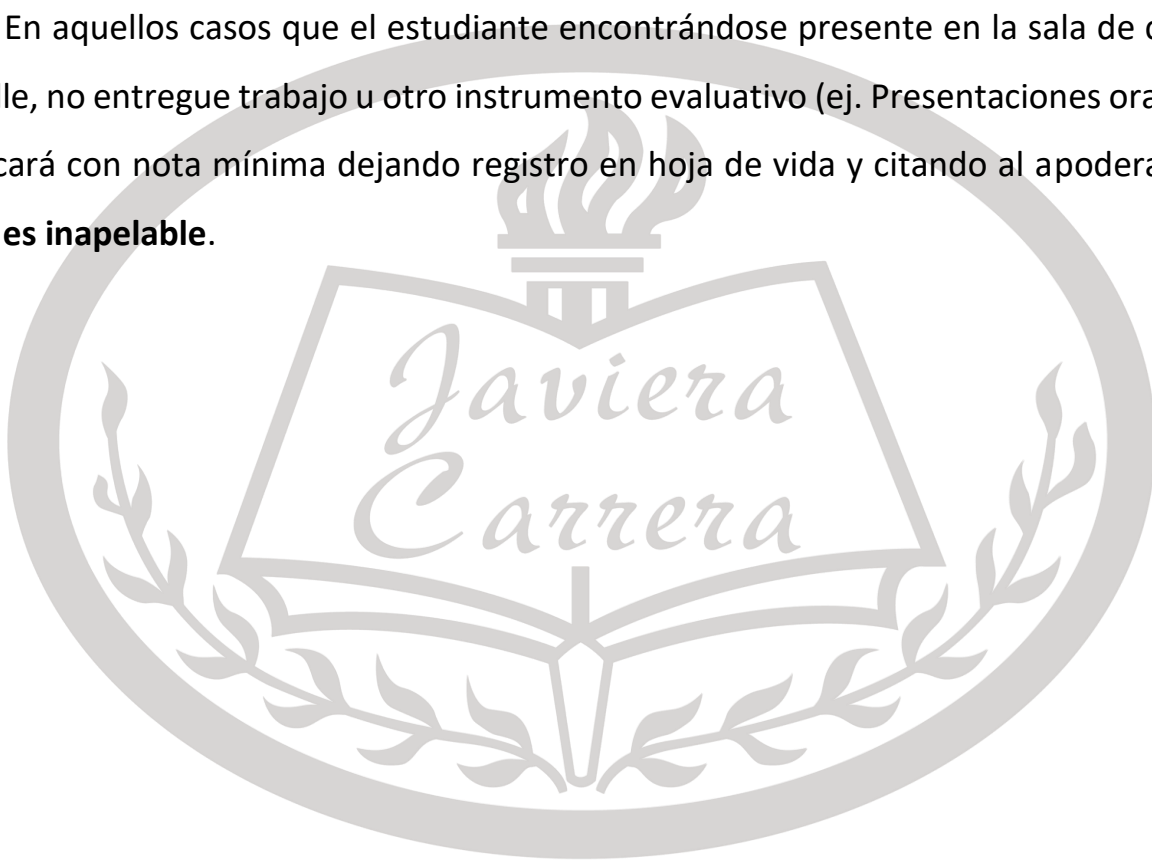 En aquellos casos que el estudiante encontrándose presente en la sala de
lle, no entregue trabajo u otro instrumento evaluativo (ej. Presentaciones ora
cará con nota mínima dejando registro en hoja de vida y citando al apodera
es inapelable.
Javiera
Carrera